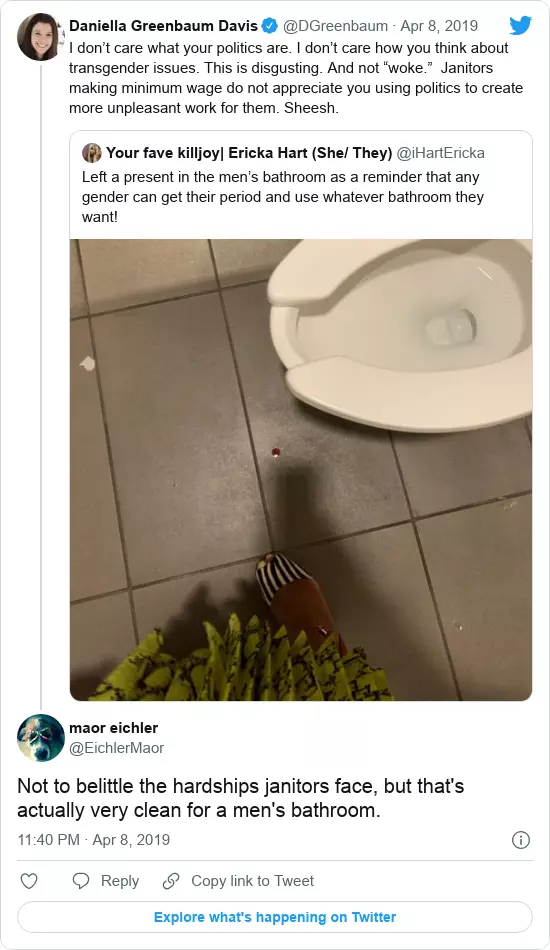 Daniella Greenbaum Davis @DGreenbaum · Apr 8, 2019
I don’t care what your politics are. I don’t care how you think about
transgender issues. This is disgusting. And not “woke.” Janitors
making minimum wage do not appreciate you using politics to create
more unpleasant work for them. Sheesh.
Your fave killjoy| Ericka Hart (She/ They) @iHartEricka
Left a present in the men’s bathroom as a reminder that any
gender can get their period and use whatever bathroom they
want!
maor eichler
@EichlerMaor
Not to belittle the hardships janitors face, but that's
actually very clean for a men's bathroom.
11:40 PM · Apr 8, 2019
Reply Copy link to Tweet
Explore what's happening on Twitter